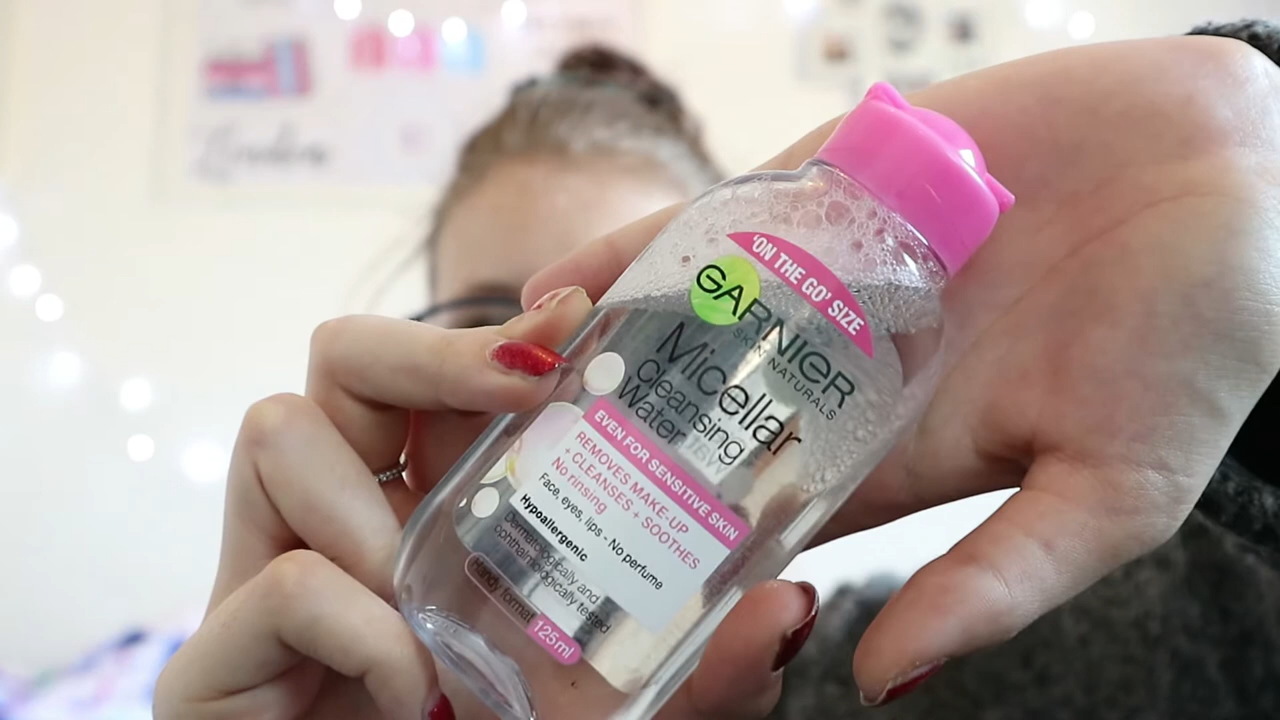 'ON THE GO' SIZE
GARNIER
SKIN NATURALS
Micellar
Cleansing
Water
EVEN FOR SENSITIVE SKIN
REMOVES MAKE-UP
+ CLEANSES + SOOTHES
No rinsing
Face, eyes, lips - No perfume
Hypoallergenic
Dermatologically and
ophthalmologically tested
Handy format 125ml